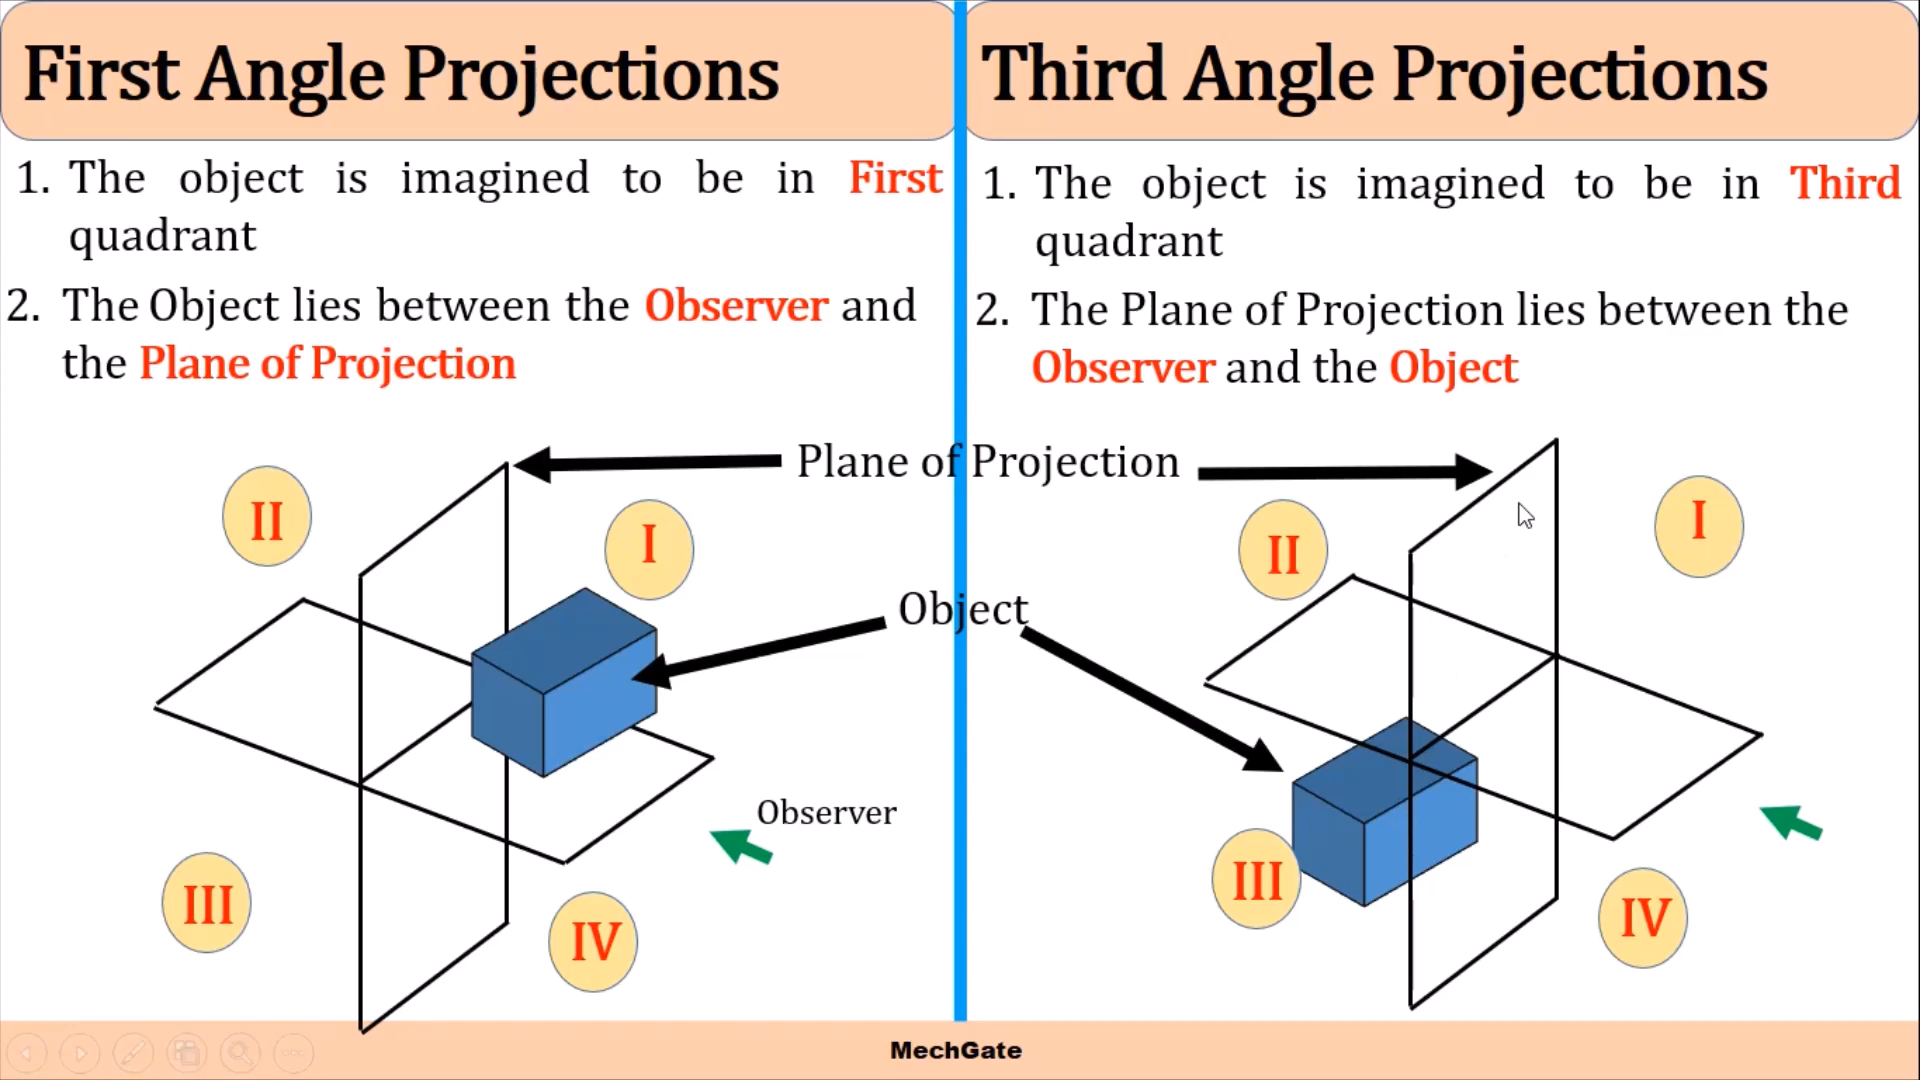 First Angle Projections
1. The object is imagined to be in First
quadrant
2. The Object lies between the Observer and
the Plane of Projection
Third Angle Projections
1. The object is imagined to be in Third
quadrant
2. The Plane of Projection lies between the
Observer and the Object
Plane of Projection
Object
II
I
Observer
III
IV
II
I
III
IV
MechGate